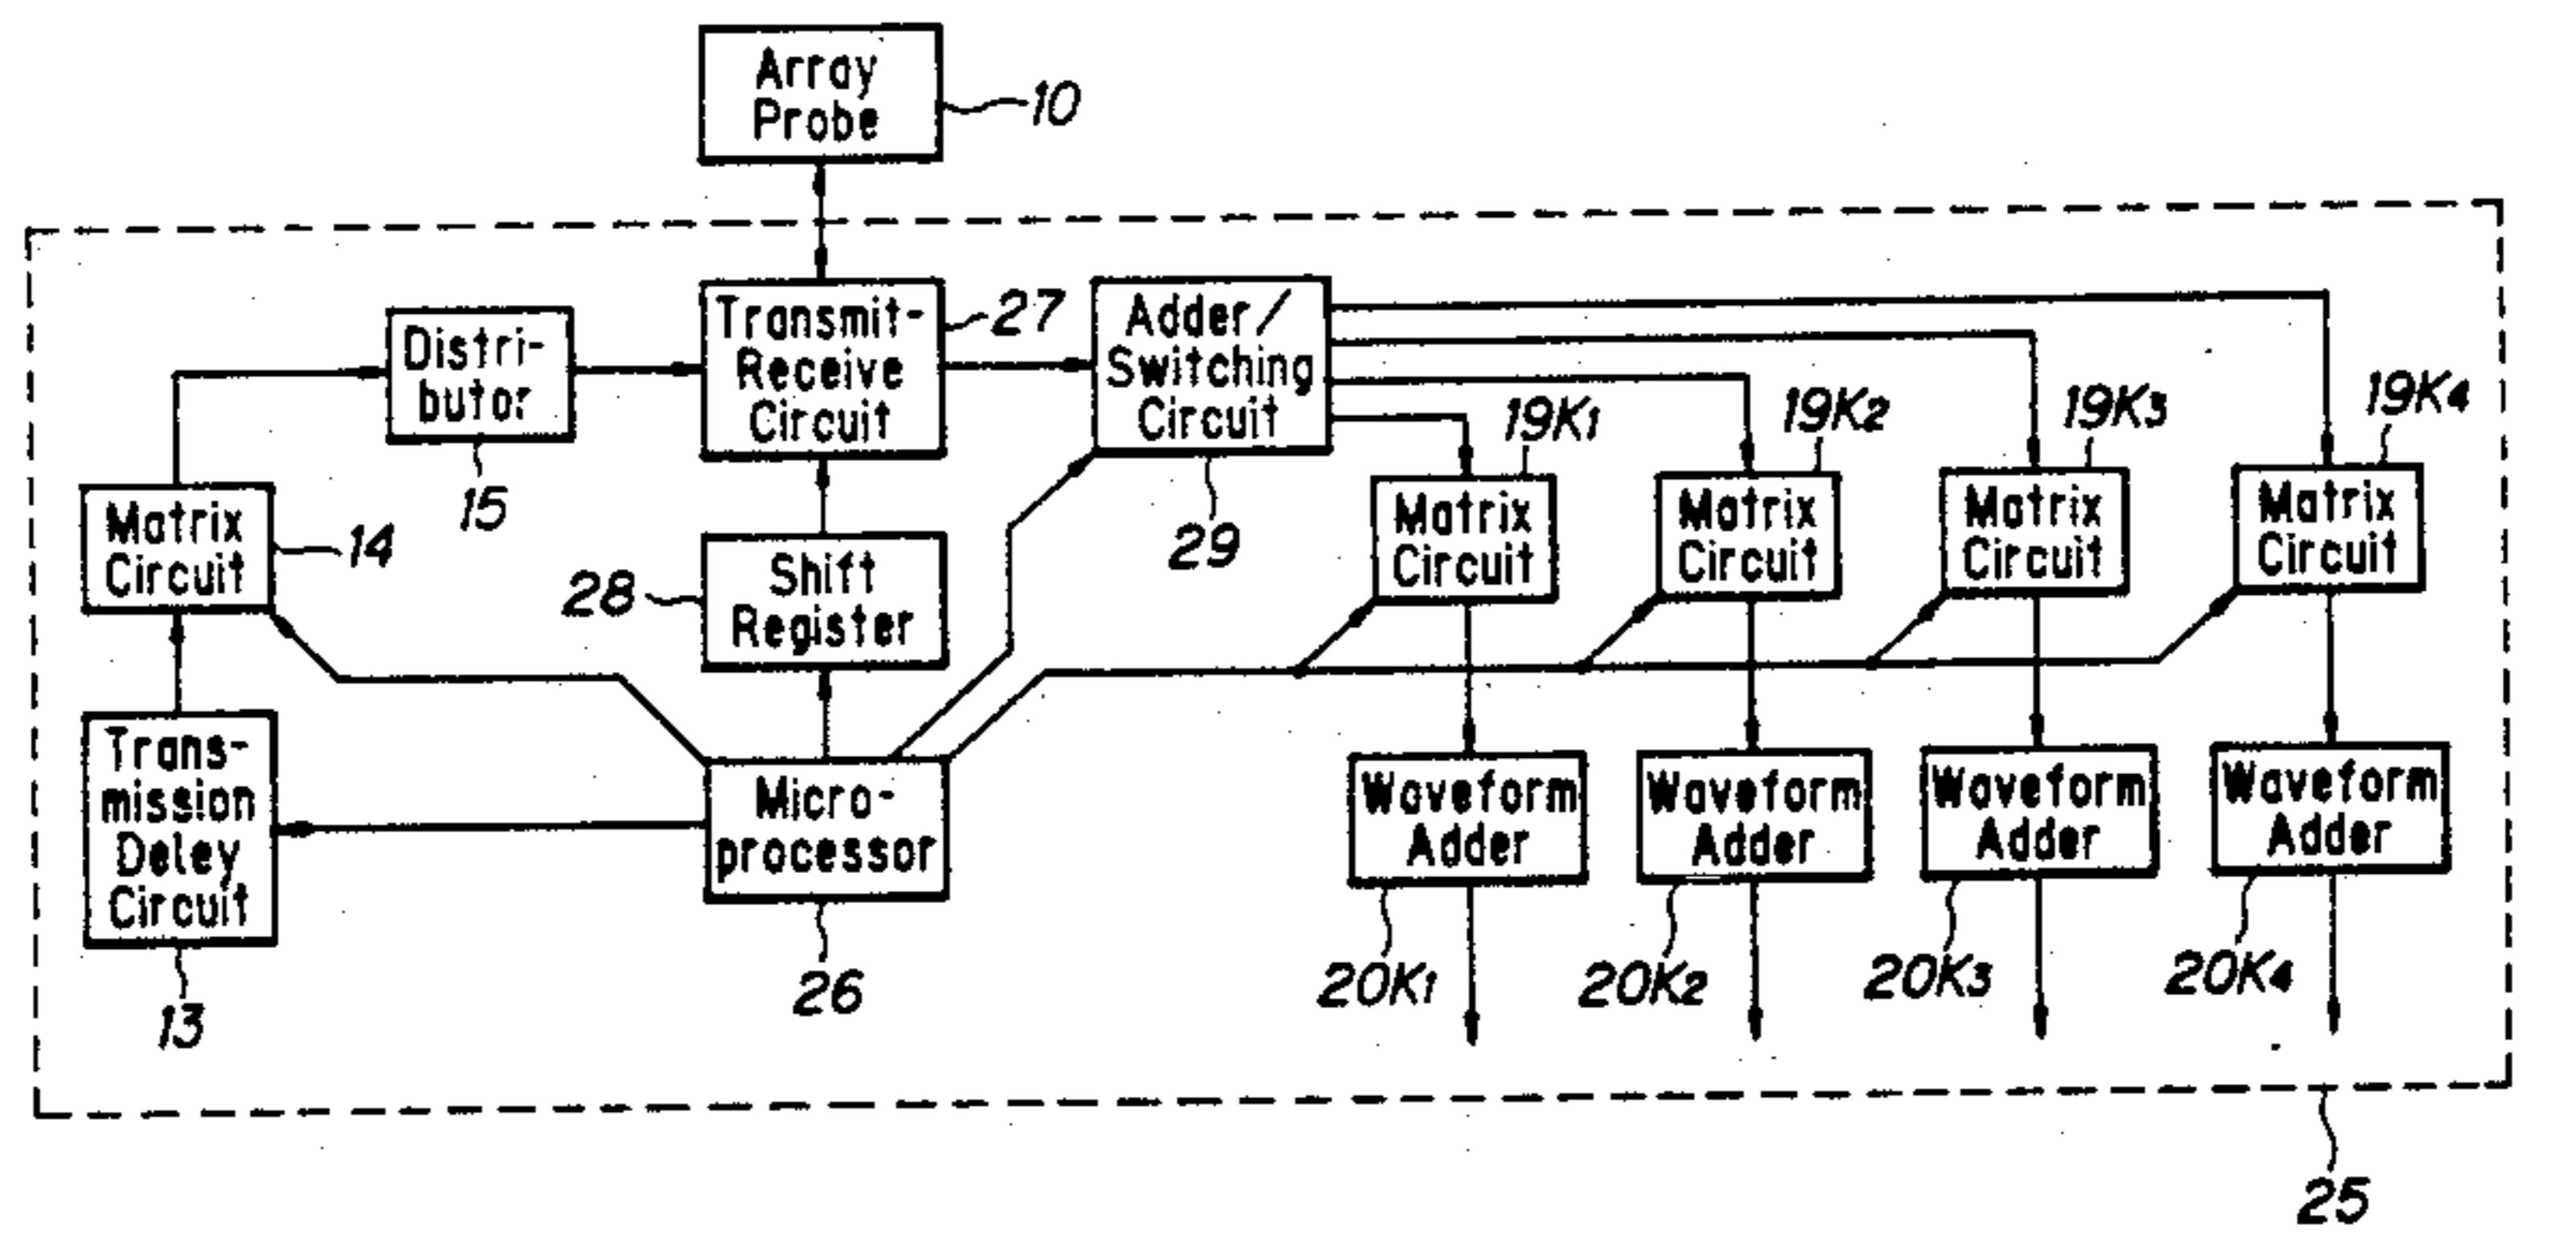 Array
Probe
10
Transmit-
Receive
Circuit
27
Adder/
Switching
Circuit
29
Distri-
butor
15
Matrix
Circuit
14
Shift
Register
28
Trans-
mission
Deley
Circuit
13
Micro-
processor
26
19K1
Matrix
Circuit
19K2
Matrix
Circuit
19K3
Matrix
Circuit
19K4
Matrix
Circuit
Waveform
Adder
20K1
Waveform
Adder
20K2
Waveform
Adder
20K3
Waveform
Adder
20K4
25